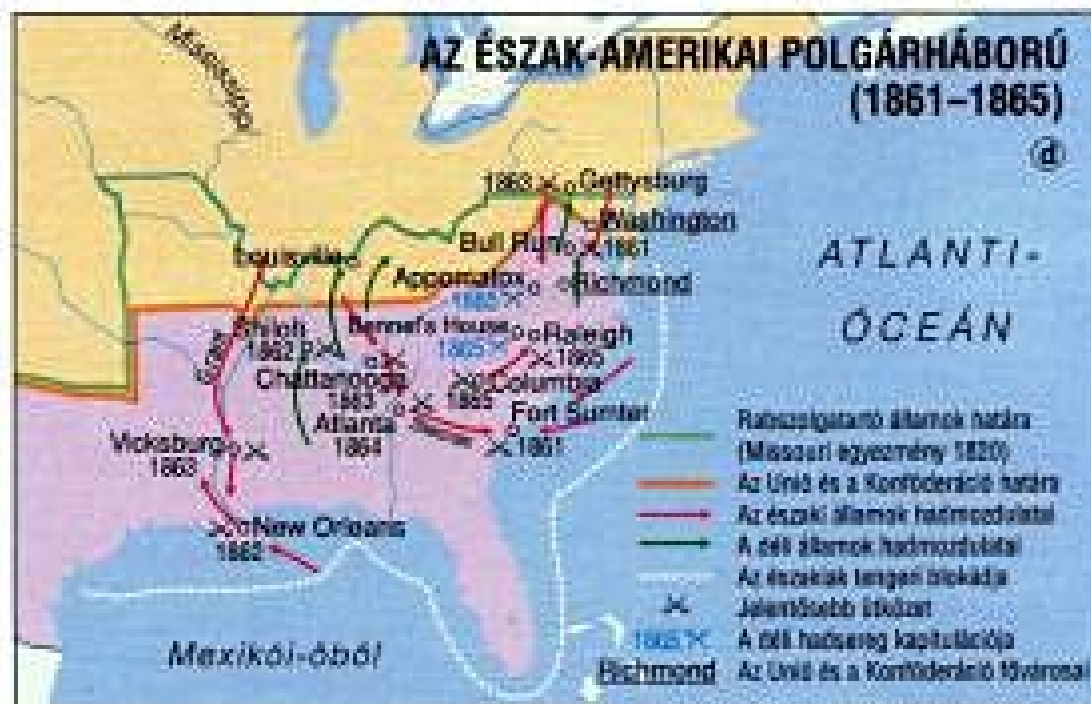 AZ ÉSZAK-AMERIKAI POLGÁRHÁBORÚ
(1861–1865)
d
Mississippi
1863 Gettysburg
Washington
Bull Run 1861
Louisville
Appomatox
1865
Richmond
ATLANTI-
ÓCEÁN
Shiloh
1862
Bennet's House
1865
Raleigh
1865
Chattanooga
1863
Columbia
1865
Grant
Atlanta
1864
Fort Sumter
1861
Vicksburg
1863
New Orleans
1862
Mexikói-öböl
Rabszolgatartó államok határa
(Missouri egyezmény 1820)
Az Unió és a Konföderáció határa
Az északi államok hadmozdulatai
A déli államok hadmozdulatai
Az északiak tengeri blokádja
Jelentősebb ütközet
1865 A déli hadsereg kapitulációja
Richmond Az Unió és a Konföderáció fővárosai